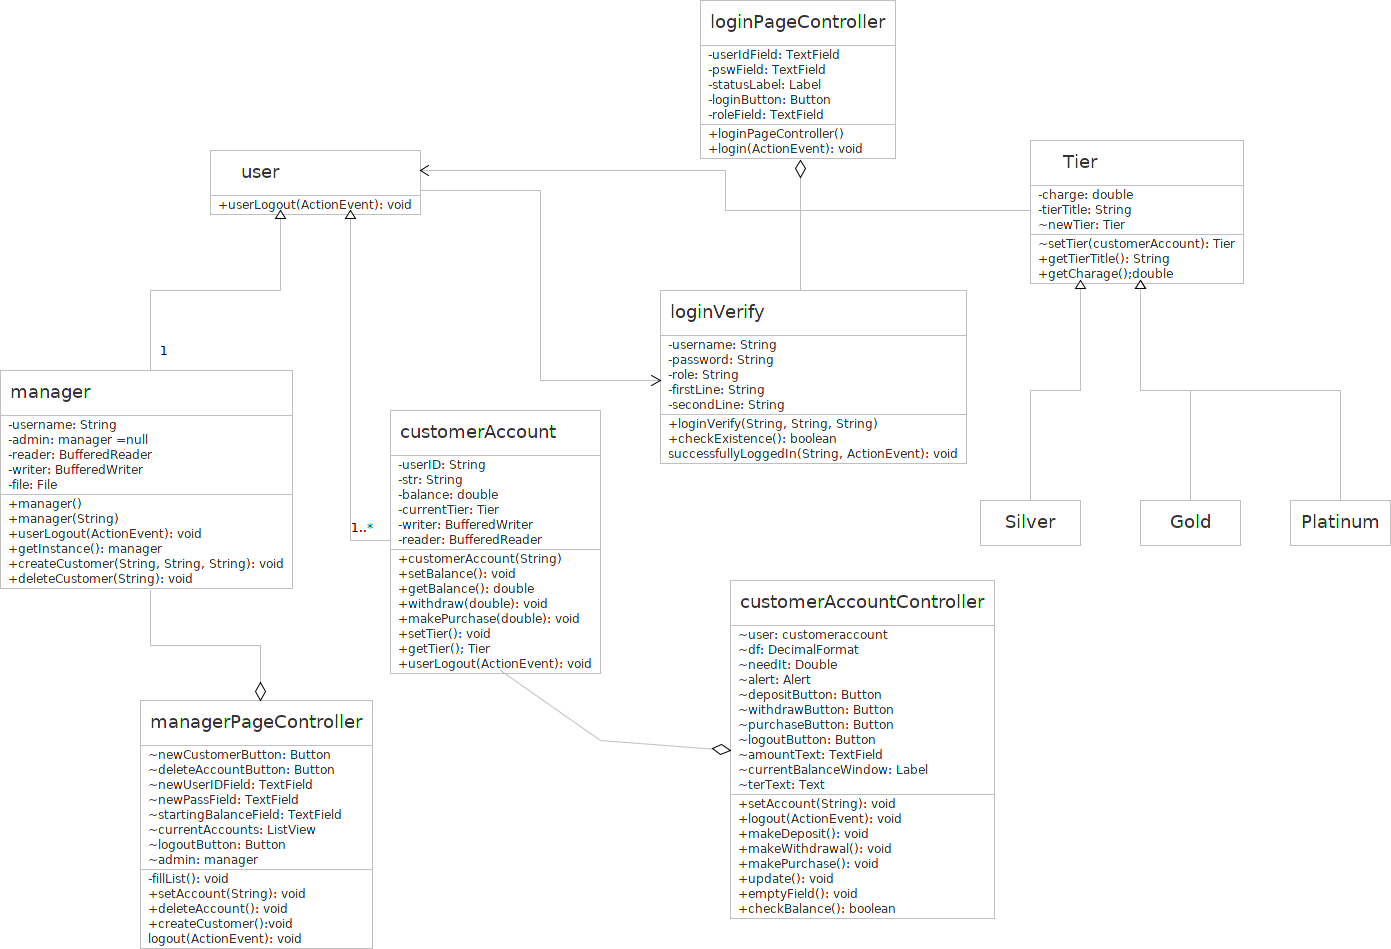 loginPageController
-userIdField: TextField
-pswField: TextField
-statusLabel: Label
-loginButton: Button
-roleField: TextField
+loginPageController()
+login(ActionEvent): void
user
+userLogout(ActionEvent): void
Tier
-charge: double
-tierTitle: String
~newTier: Tier
~setTier(customerAccount): Tier
+getTierTitle(): String
+getCharage();double
loginVerify
-username: String
-password: String
-role: String
-firstLine: String
-secondLine: String
+loginVerify(String, String, String)
+checkExistence(): boolean
successfullyLoggedIn(String, ActionEvent): void
1
manager
-username: String
-admin: manager =null
-reader: BufferedReader
-writer: BufferedWriter
-file: File
+manager()
+manager(String)
+userLogout(ActionEvent): void
+getInstance(): manager
+createCustomer(String, String, String): void
+deleteCustomer(String): void
1..*
customerAccount
-userID: String
-str: String
-balance: double
-currentTier: Tier
-writer: BufferedWriter
-reader: BufferedReader
+customerAccount(String)
+setBalance(): void
+getBalance(): double
+withdraw(double): void
+makePurchase(double): void
+setTier(): void
+getTier(); Tier
+userLogout(ActionEvent): void
Silver
Gold
Platinum
customerAccountController
~user: customeraccount
~df: DecimalFormat
~needIt: Double
~alert: Alert
~depositButton: Button
~withdrawButton: Button
~purchaseButton: Button
~logoutButton: Button
~amountText: TextField
~currentBalanceWindow: Label
~terText: Text
+setAccount(String): void
+logout(ActionEvent): void
+makeDeposit(): void
+makeWithdrawal(): void
+makePurchase(): void
+update(): void
+emptyField(): void
+checkBalance(): boolean
managerPageController
~newCustomerButton: Button
~deleteAccountButton: Button
~newUserIDField: TextField
~newPassField: TextField
~startingBalanceField: TextField
~currentAccounts: ListView
~logoutButton: Button
~admin: manager
-fillList(): void
+setAccount(String): void
+deleteAccount(): void
+createCustomer():void
logout(ActionEvent): void